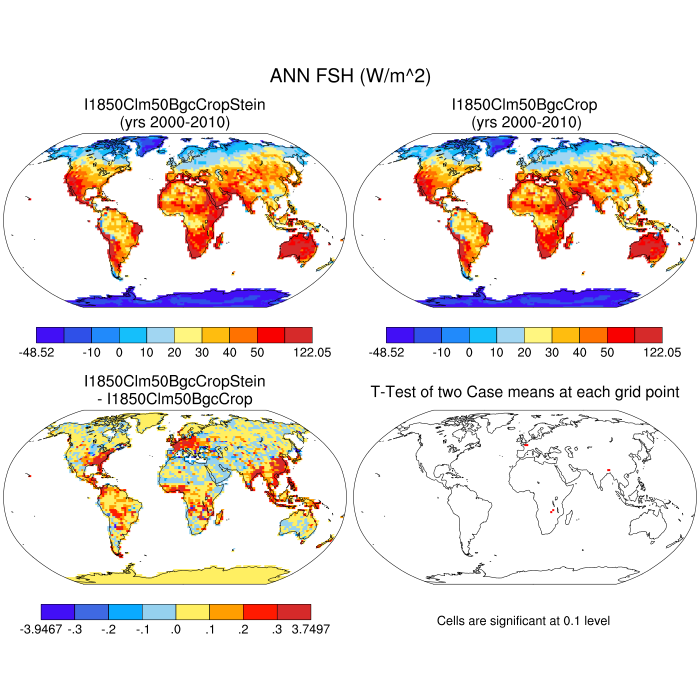 ANN FSH (W/m^2)
I1850Clm50BgcCropStein
(yrs 2000-2010)
I1850Clm50BgcCrop
(yrs 2000-2010)
-48.52 -10 0 10 20 30 40 50 122.05
-48.52 -10 0 10 20 30 40 50 122.05
I1850Clm50BgcCropStein
- I1850Clm50BgcCrop
T-Test of two Case means at each grid point
-3.9467 -.3 -.2 -.1 .0 .1 .2 .3 3.7497
Cells are significant at 0.1 level